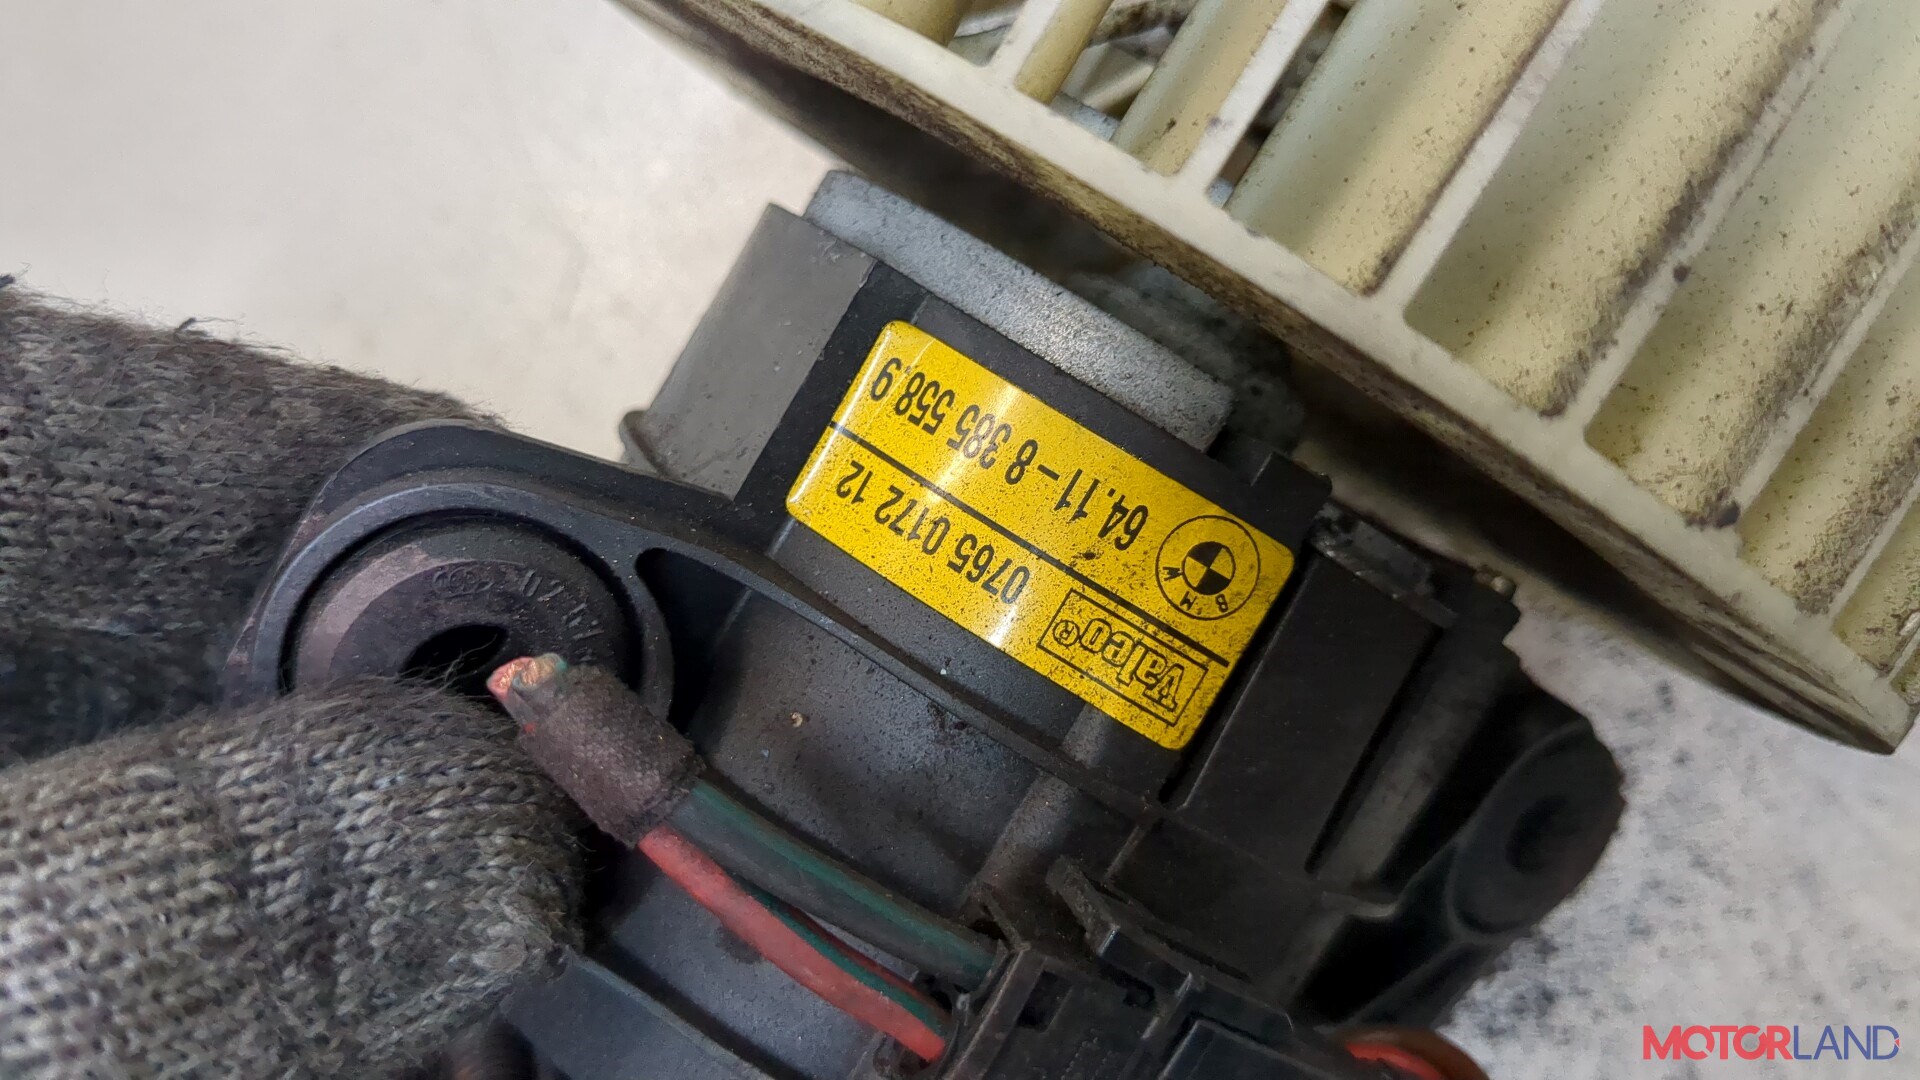 Valeo
0765 0172 12
BMW
64.11-8 385 558.9
MOTORLAND